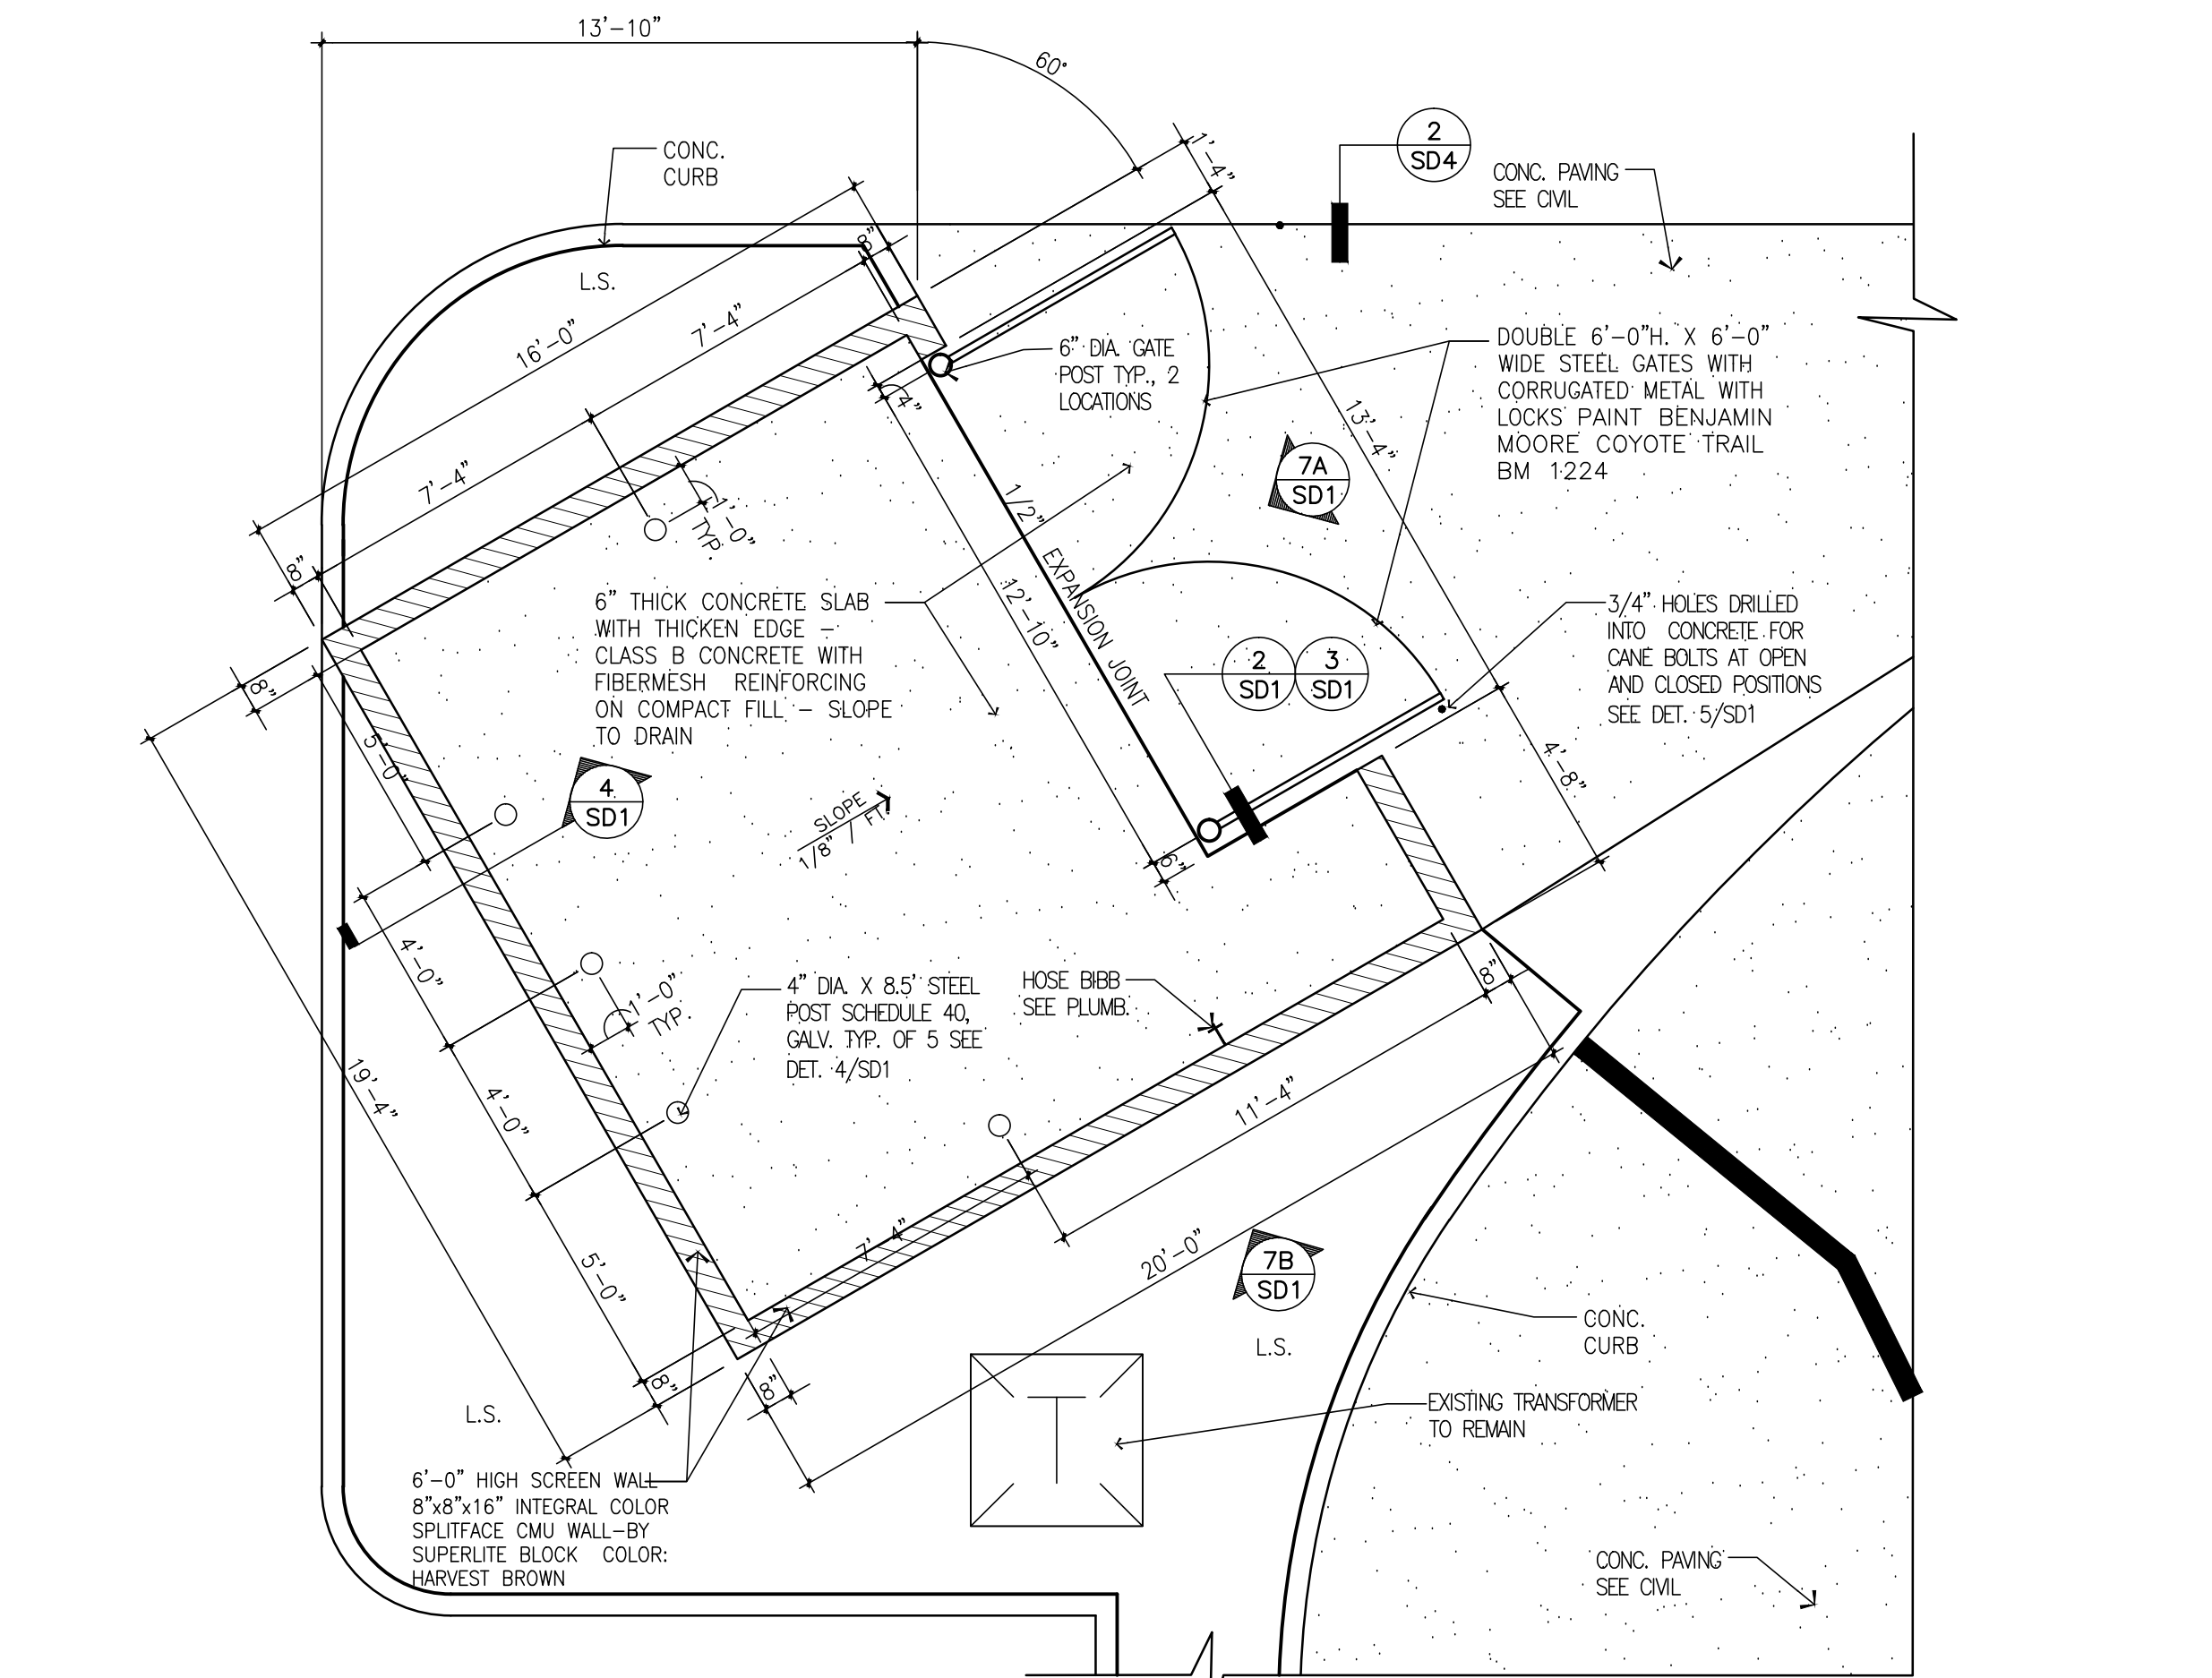 13'-10"
60°
1'-4"
2
SD4
CONC. PAVING
SEE CIVIL
CONC.
CURB
L.S.
8"
16'-0"
7'-4"
7'-4"
8"
6" DIA. GATE
POST TYP., 2
LOCATIONS
4"
DOUBLE 6'-0"H. X 6'-0"
WIDE STEEL GATES WITH
CORRUGATED METAL WITH
LOCKS PAINT BENJAMIN
MOORE COYOTE TRAIL
BM 1224
13'-4"
7A
SD1
1'-0"
TYP.
1/2" EXPANSION JOINT
12'-10"
6" THICK CONCRETE SLAB
WITH THICKEN EDGE -
CLASS B CONCRETE WITH
FIBERMESH REINFORCING
ON COMPACT FILL - SLOPE
TO DRAIN
2
SD1
3
SD1
3/4" HOLES DRILLED
INTO CONCRETE FOR
CANE BOLTS AT OPEN
AND CLOSED POSITIONS
SEE DET. 5/SD1
8"
5'-0"
4
SD1
SLOPE
1/8" / FT.
4'-8"
6"
4'-0"
1'-0"
TYP.
4" DIA. X 8.5' STEEL
POST SCHEDULE 40,
GALV. TYP. OF 5 SEE
DET. 4/SD1
HOSE BIBB
SEE PLUMB.
8"
19'-4"
4'-0"
11'-4"
5'-0"
7'-4"
20'-0"
7B
SD1
CONC.
CURB
L.S.
8"
8"
L.S.
EXISTING TRANSFORMER
TO REMAIN
T
6'-0" HIGH SCREEN WALL
8"x8"x16" INTEGRAL COLOR
SPLITFACE CMU WALL-BY
SUPERLITE BLOCK COLOR:
HARVEST BROWN
CONC. PAVING
SEE CIVIL